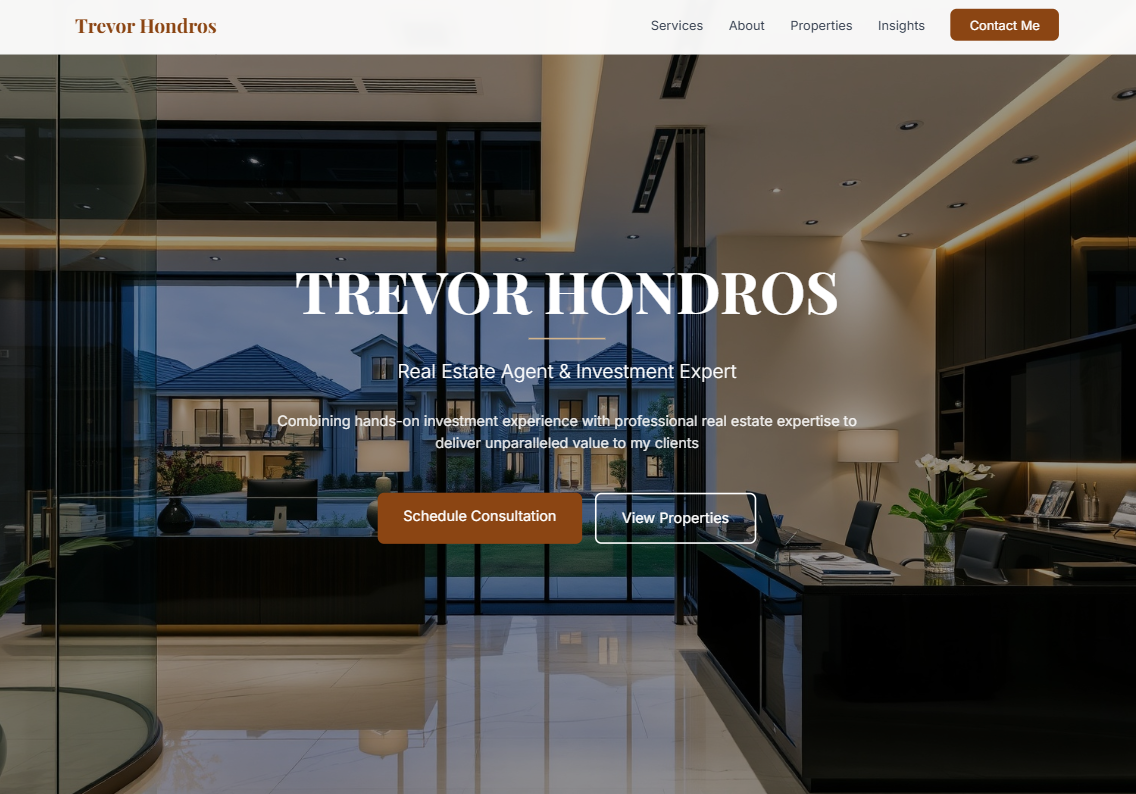 Trevor Hondros
Services About Properties Insights Contact Me
TREVOR HONDROS
Real Estate Agent & Investment Expert
Combining hands-on investment experience with professional real estate expertise to
deliver unparalleled value to my clients
Schedule Consultation View Properties